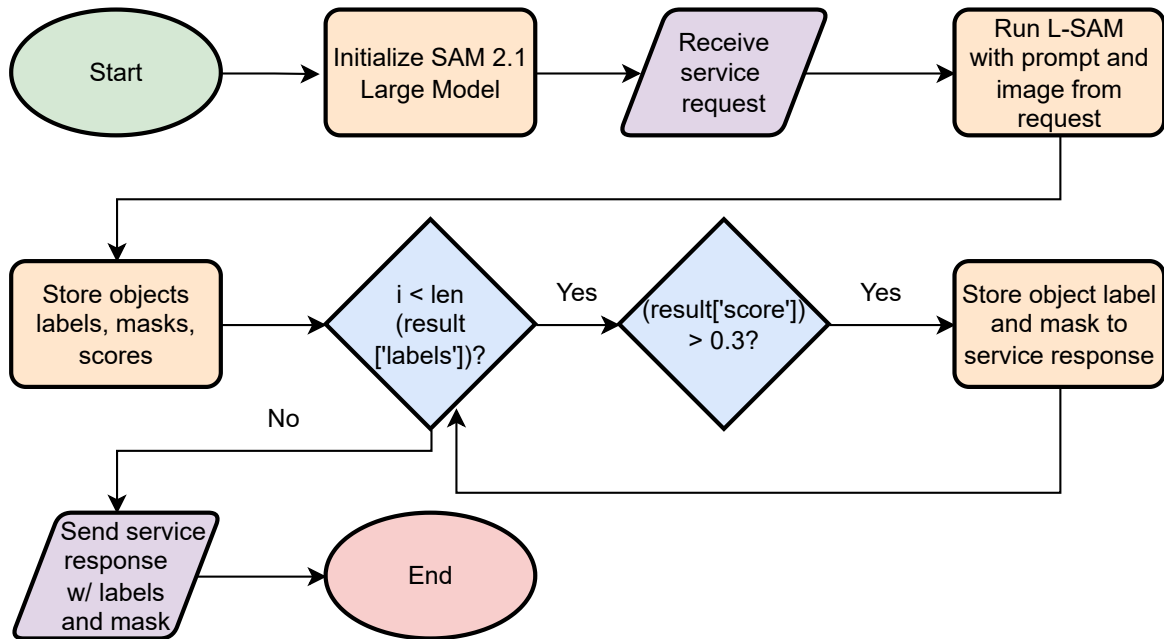 Start
Initialize SAM 2.1
Large Model
Receive
service
request
Run L-SAM
with prompt and
image from
request
Store objects
labels, masks,
scores
i < len
(result
['labels'])?
Yes
(result['score'])
> 0.3?
Yes
Store object label
and mask to
service response
No
Send service
response
w/ labels
and mask
End